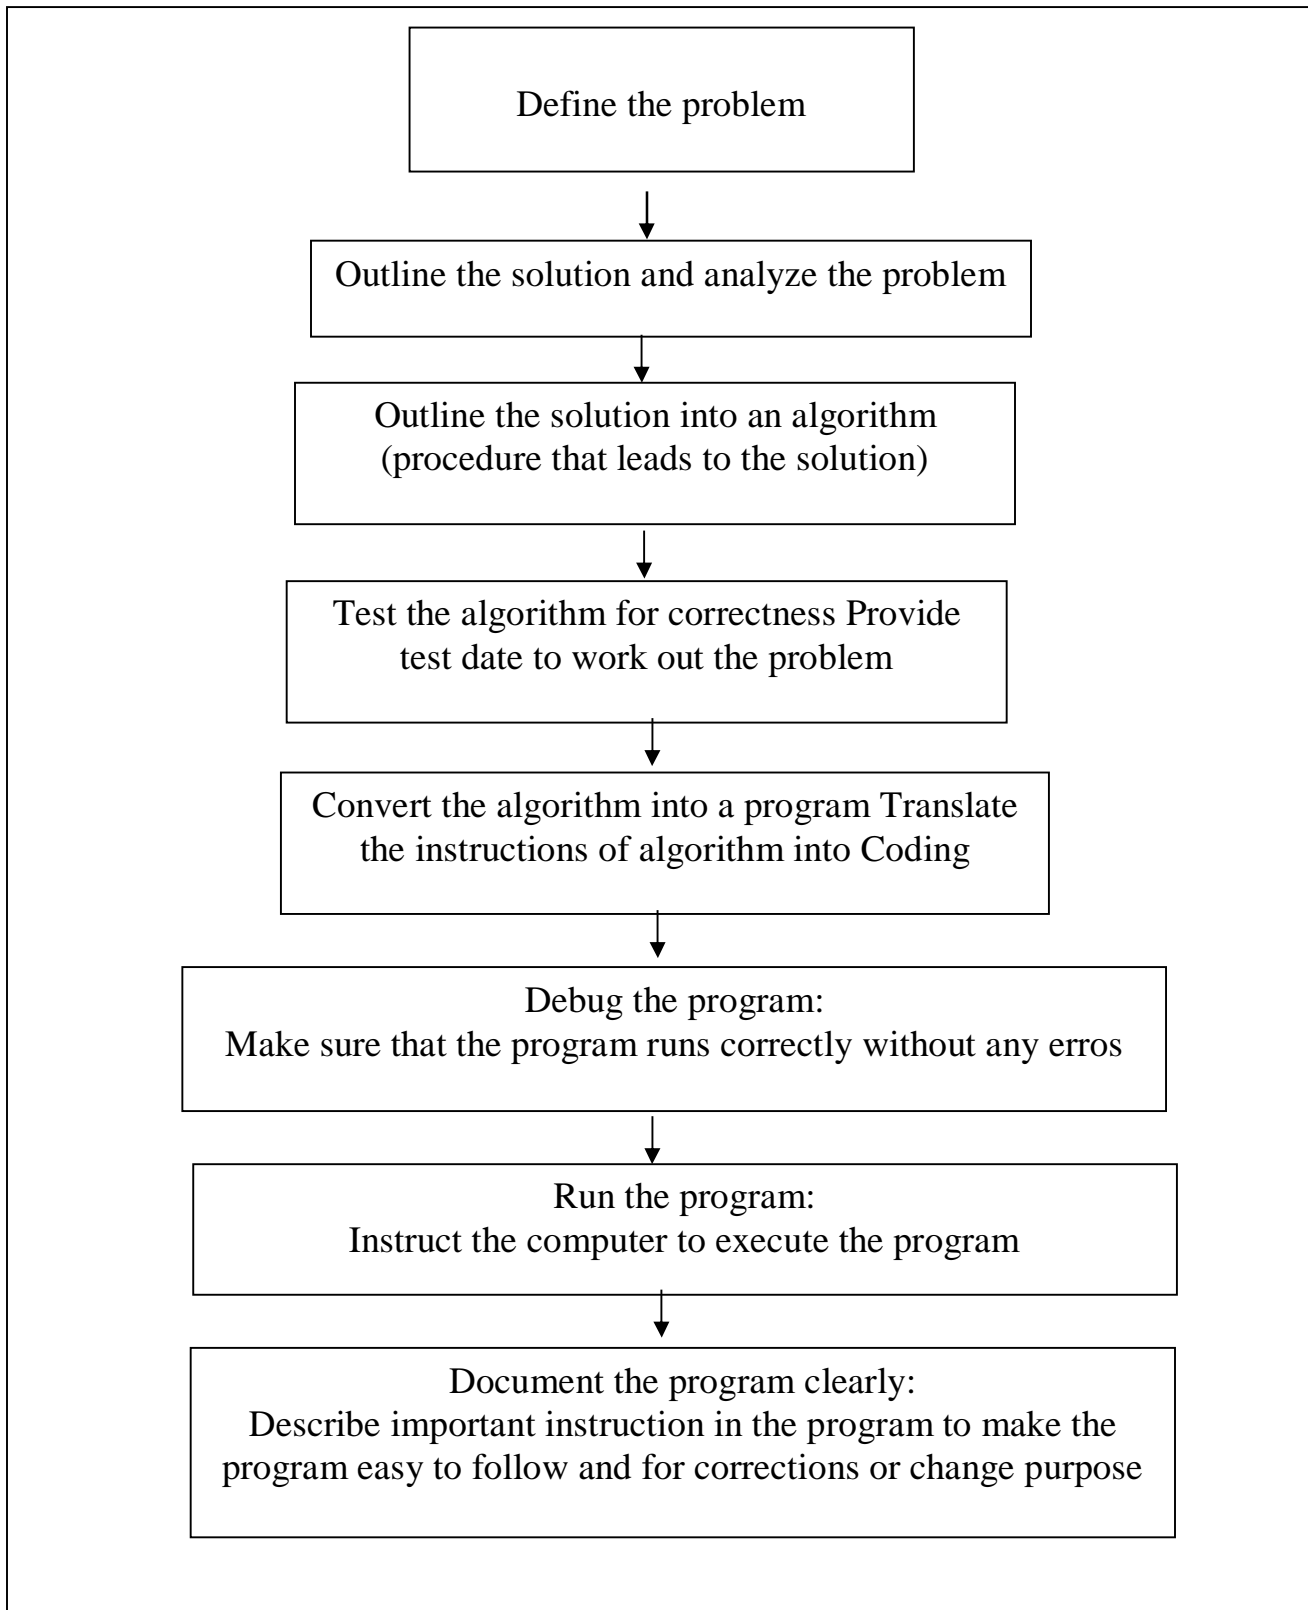 Define the problem
Outline the solution and analyze the problem
Outline the solution into an algorithm
(procedure that leads to the solution)
Test the algorithm for correctness Provide
test date to work out the problem
Convert the algorithm into a program Translate
the instructions of algorithm into Coding
Debug the program:
Make sure that the program runs correctly without any erros
Run the program:
Instruct the computer to execute the program
Document the program clearly:
Describe important instruction in the program to make the
program easy to follow and for corrections or change purpose